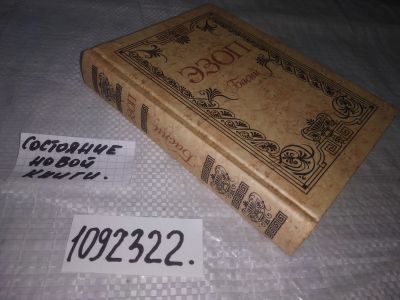 ЭЗОП
Басни
ЭЗОП
Басни
СОСТОЯНИЕ
НОВОЙ
КНИГИ.
1092322.